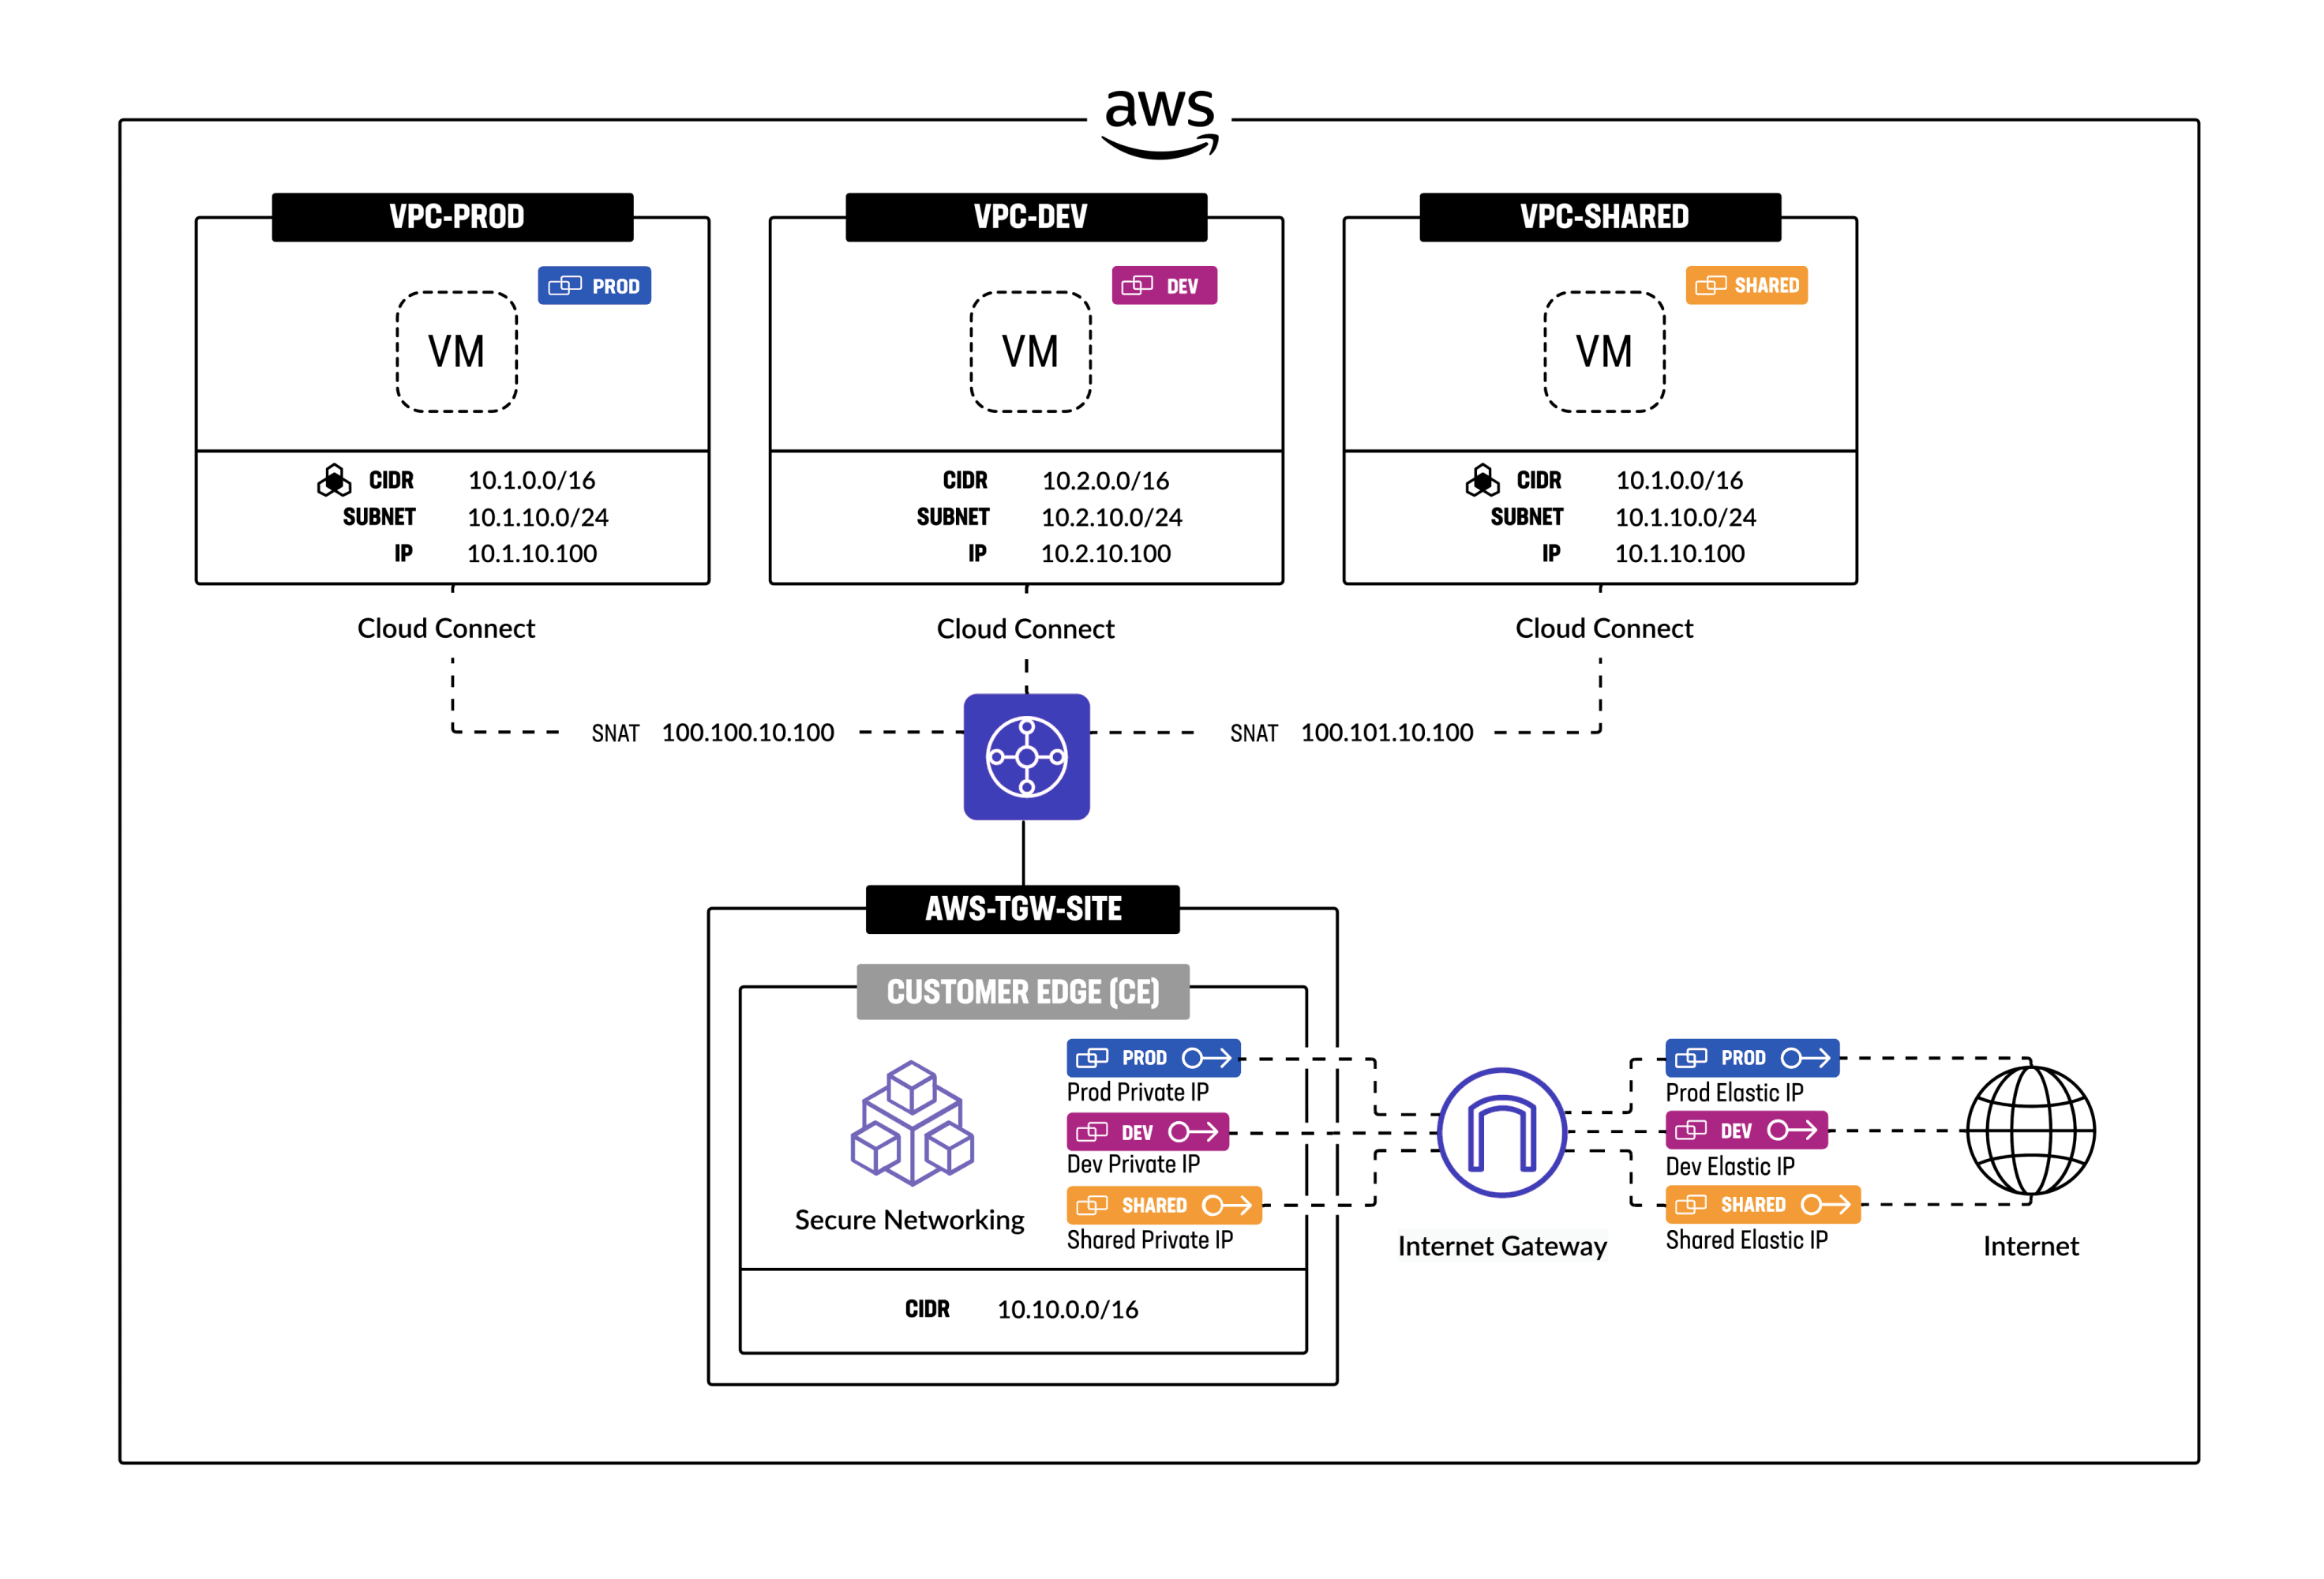 aws
VPC-PROD
VPC-DEV
VPC-SHARED
PROD
DEV
SHARED
VM
VM
VM
CIDR 10.1.0.0/16
SUBNET 10.1.10.0/24
IP 10.1.10.100
CIDR 10.2.0.0/16
SUBNET 10.2.10.0/24
IP 10.2.10.100
CIDR 10.1.0.0/16
SUBNET 10.1.10.0/24
IP 10.1.10.100
Cloud Connect
Cloud Connect
Cloud Connect
SNAT 100.100.10.100
SNAT 100.101.10.100
AWS-TGW-SITE
CUSTOMER EDGE (CE)
Secure Networking
PROD
Prod Private IP
DEV
Dev Private IP
SHARED
Shared Private IP
CIDR 10.10.0.0/16
Internet Gateway
PROD
Prod Elastic IP
DEV
Dev Elastic IP
SHARED
Shared Elastic IP
Internet